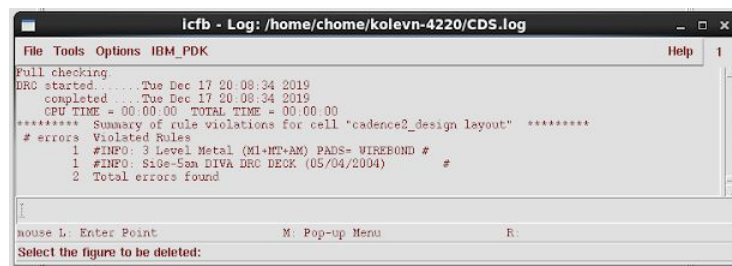 icfb - Log: /home/chome/kolevn-4220/CDS.log
File Tools Options IBM_PDK Help 1
Full checking.
DRC started.......Tue Dec 17 20:08:34 2019
completed ....Tue Dec 17 20:08:34 2019
CPU TIME = 00:00:00 TOTAL TIME = 00:00:00
********* Summary of rule violations for cell "cadence2_design layout" *********
# errors Violated Rules
1 #INFO: 3 Level Metal (M1+MT+AM) PADS= WIREBOND #
1 #INFO: SiGe-5am DIVA DRC DECK (05/04/2004) #
2 Total errors found
mouse L: Enter Point M: Pop-up Menu R:
Select the figure to be deleted: